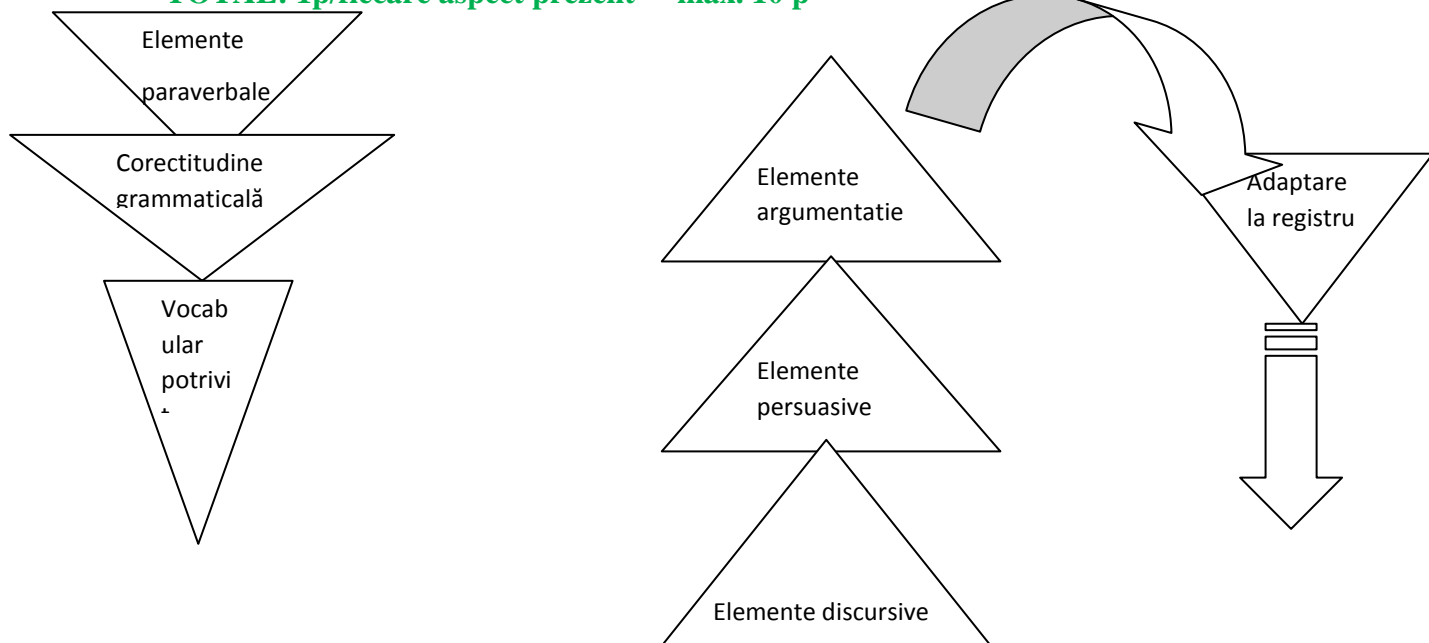 TOTAL: 1p/fiecare aspect prezent max. 10 p
Elemente
paraverbale
Corectitudine
grammaticală
Vocab
ular
potrivi
t
Elemente
argumentatie
Elemente
persuasive
Elemente discursive
Adaptare
la registru